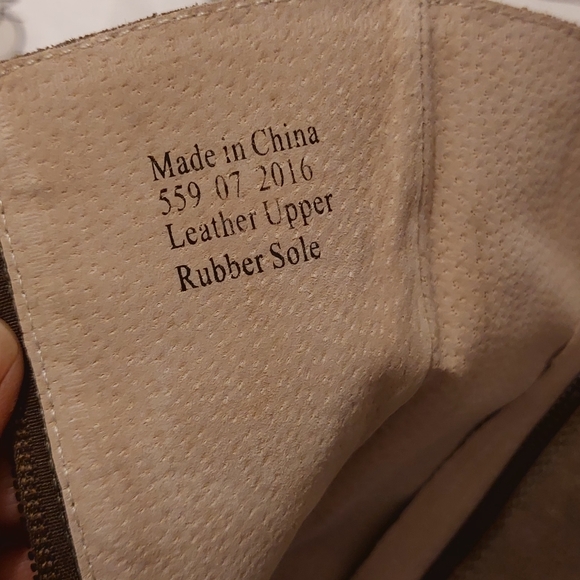 Made in China
559 07 2016
Leather Upper
Rubber Sole